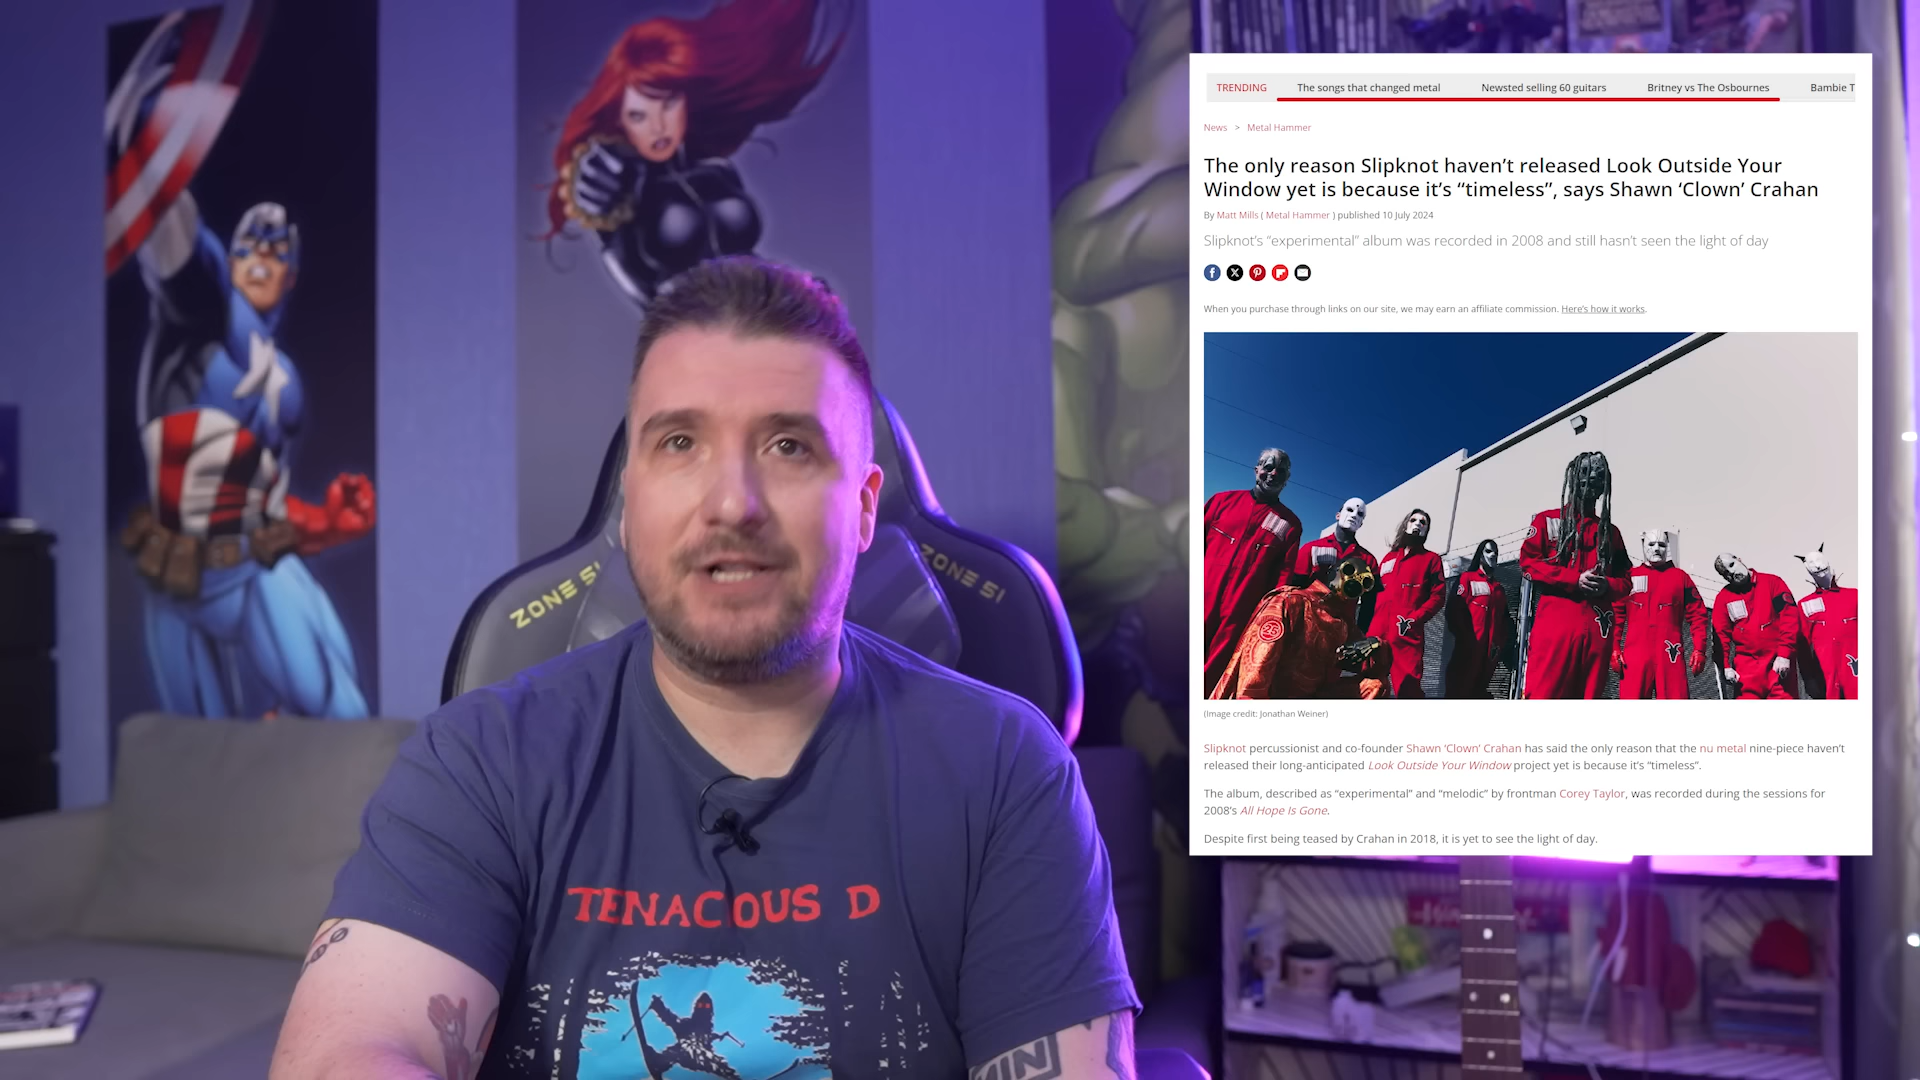 TRENDING The songs that changed metal Newsted selling 60 guitars Britney vs The Osbournes Bambie T
News > Metal Hammer
The only reason Slipknot haven’t released Look Outside Your
Window yet is because it’s “timeless”, says Shawn ‘Clown’ Crahan
By Matt Mills ( Metal Hammer ) published 10 July 2024
Slipknot’s “experimental” album was recorded in 2008 and still hasn’t seen the light of day
When you purchase through links on our site, we may earn an affiliate commission. Here’s how it works.
(Image credit: Jonathan Weiner)
Slipknot percussionist and co-founder Shawn ‘Clown’ Crahan has said the only reason that the nu metal nine-piece haven’t
released their long-anticipated Look Outside Your Window project yet is because it’s “timeless”.
The album, described as “experimental” and “melodic” by frontman Corey Taylor, was recorded during the sessions for
2008’s All Hope Is Gone.
Despite first being teased by Crahan in 2018, it is yet to see the light of day.
ZONE 51
ZONE 51
TENACIOUS D